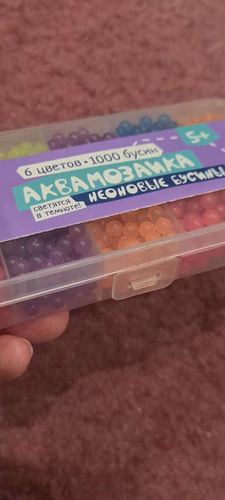 6 цветов • 1000 бусин
5+
АКВАМОЗАИКА
светятся
в темноте!
НЕОНОВЫЕ БУСИНЫ